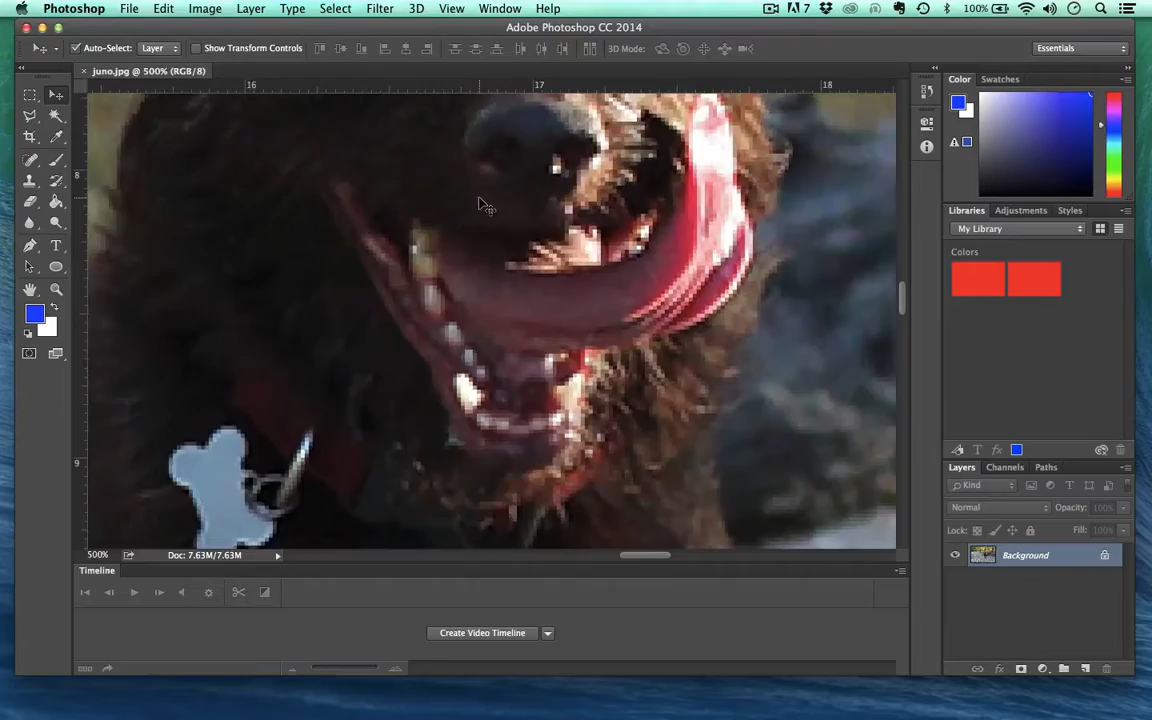 Photoshop File Edit Image Layer Type Select Filter 3D View Window Help 7 100%
Adobe Photoshop CC 2014
Auto-Select: Layer Show Transform Controls 3D Mode: Essentials
× juno.jpg @ 500% (RGB/8)
16 17 18
8
9
Color Swatches
Libraries Adjustments Styles
My Library
Colors
T fx
Layers Channels Paths
Kind
Normal Opacity: 100%
Lock: Fill: 100%
Background
500% Doc: 7.63M/7.63M
Timeline
Create Video Timeline
fx